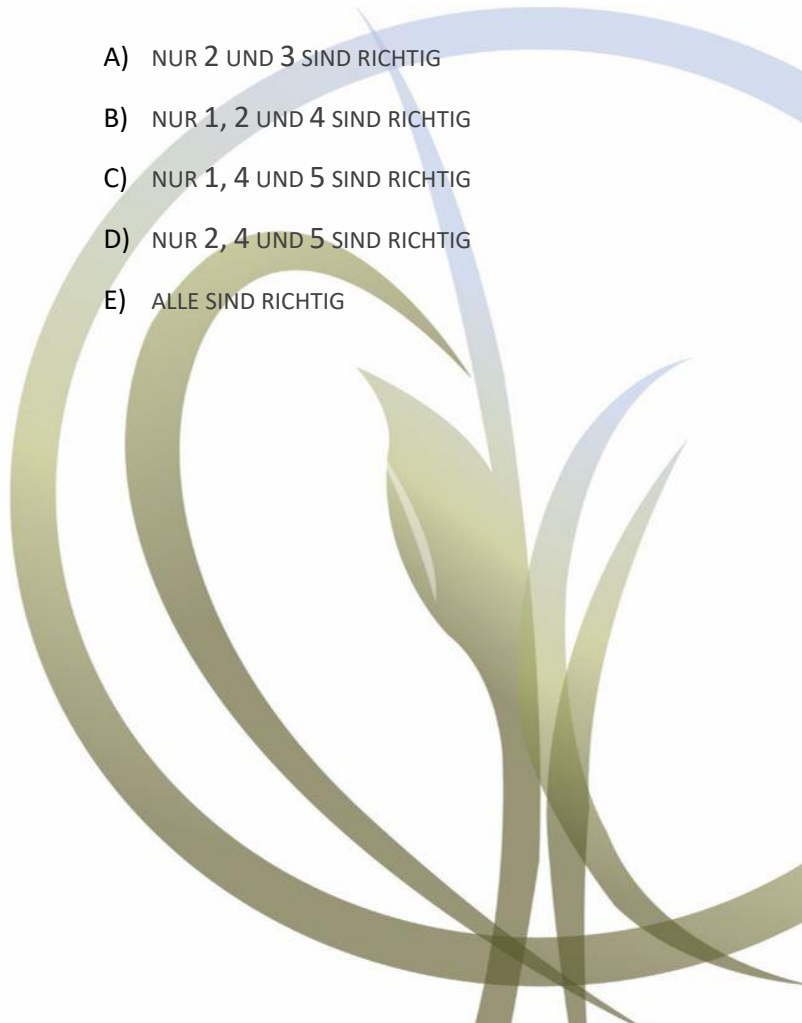 A) NUR 2 UND 3 SIND RICHTIG
B) NUR 1, 2 UND 4 SIND RICHTIG
C) NUR 1, 4 UND 5 SIND RICHTIG
D) NUR 2, 4 UND 5 SIND RICHTIG
E) ALLE SIND RICHTIG